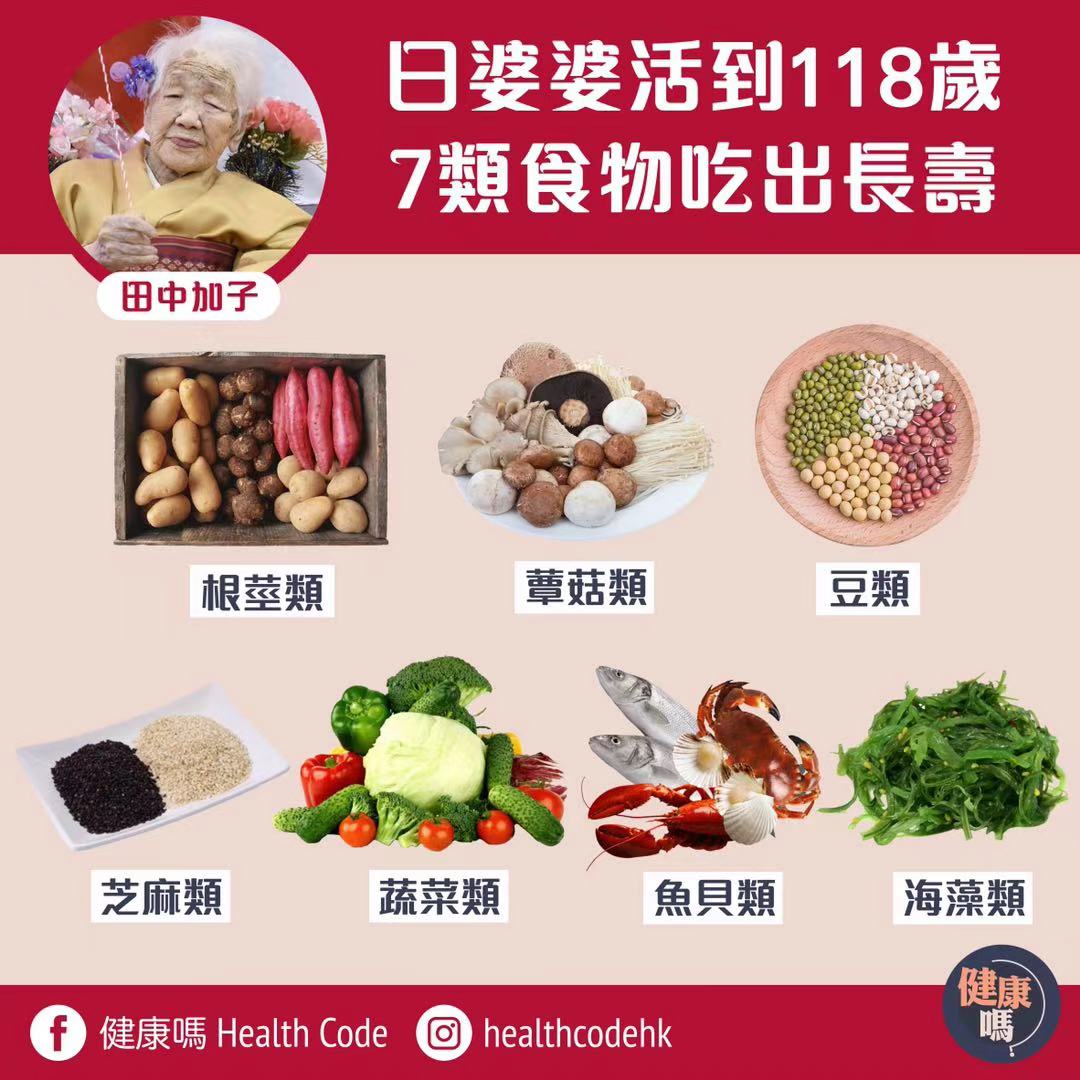 日婆婆活到118歲
7類食物吃出長壽
田中加子
根莖類
蕈菇類
豆類
芝麻類
蔬菜類
魚貝類
海藻類
健康嗎 Health Code
healthcodehk
健康
嗎